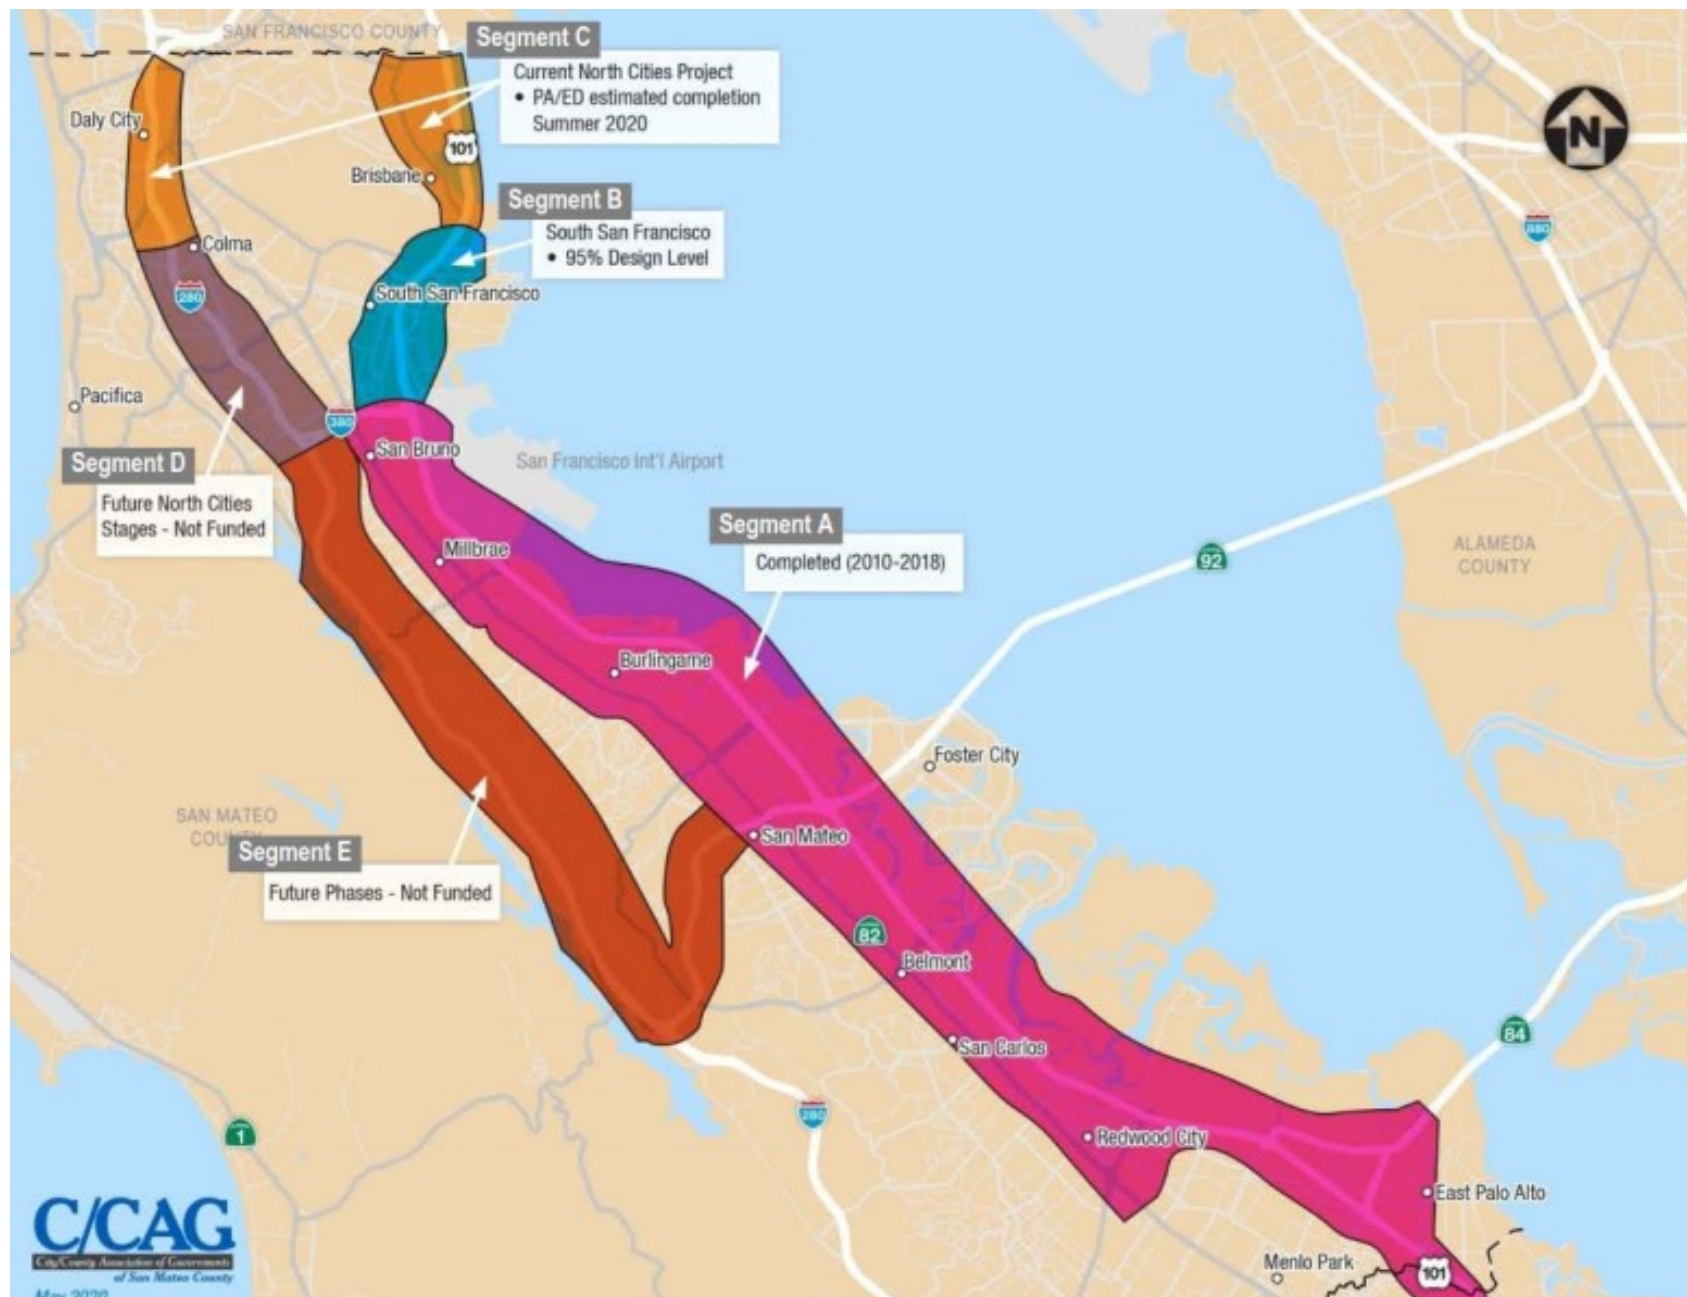 SAN FRANCISCO COUNTY
Segment C
Current North Cities Project
• PA/ED estimated completion
Summer 2020
Daly City
101
Brisbane
Segment B
South San Francisco
• 95% Design Level
N
880
Colma
280
South San Francisco
Pacifica
380
San Bruno
San Francisco Int'l Airport
Segment D
Future North Cities
Stages - Not Funded
Segment A
Completed (2010-2018)
Millbrae
92
ALAMEDA
COUNTY
Burlingame
Foster City
SAN MATEO
COUNTY
San Mateo
Segment E
Future Phases - Not Funded
82
Belmont
San Carlos
84
280
1
Redwood City
East Palo Alto
C/CAG
City/County Association of Governments
of San Mateo County
May 2020
Menlo Park
101